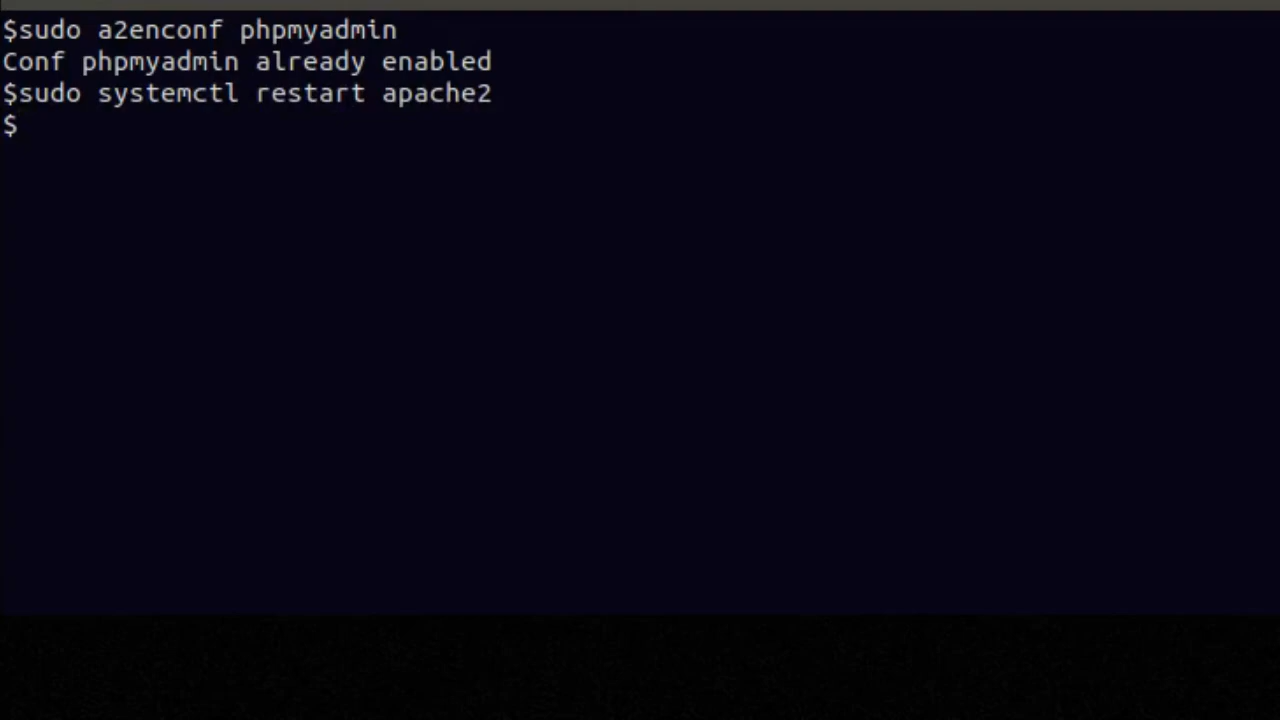 $sudo a2enconf phpmyadmin
Conf phpmyadmin already enabled
$sudo systemctl restart apache2
$